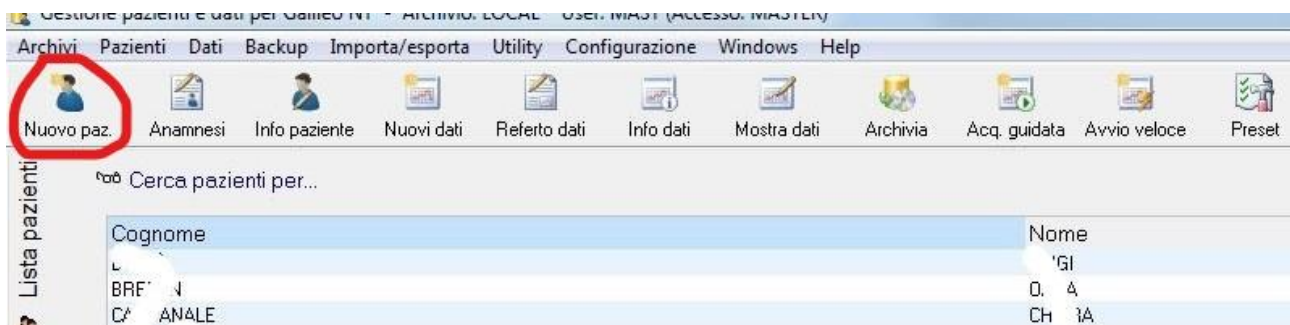 Gestione pazienti e dati per Galileo NT - Archivio: LOCAL User: MAST (Accesso: MASTER)
Archivi Pazienti Dati Backup Importa/esporta Utility Configurazione Windows Help
Nuovo paz. Anamnesi Info paziente Nuovi dati Referto dati Info dati Mostra dati Archivia Acq. guidata Avvio veloce Preset
Lista pazienti
Cerca pazienti per...
Cognome Nome